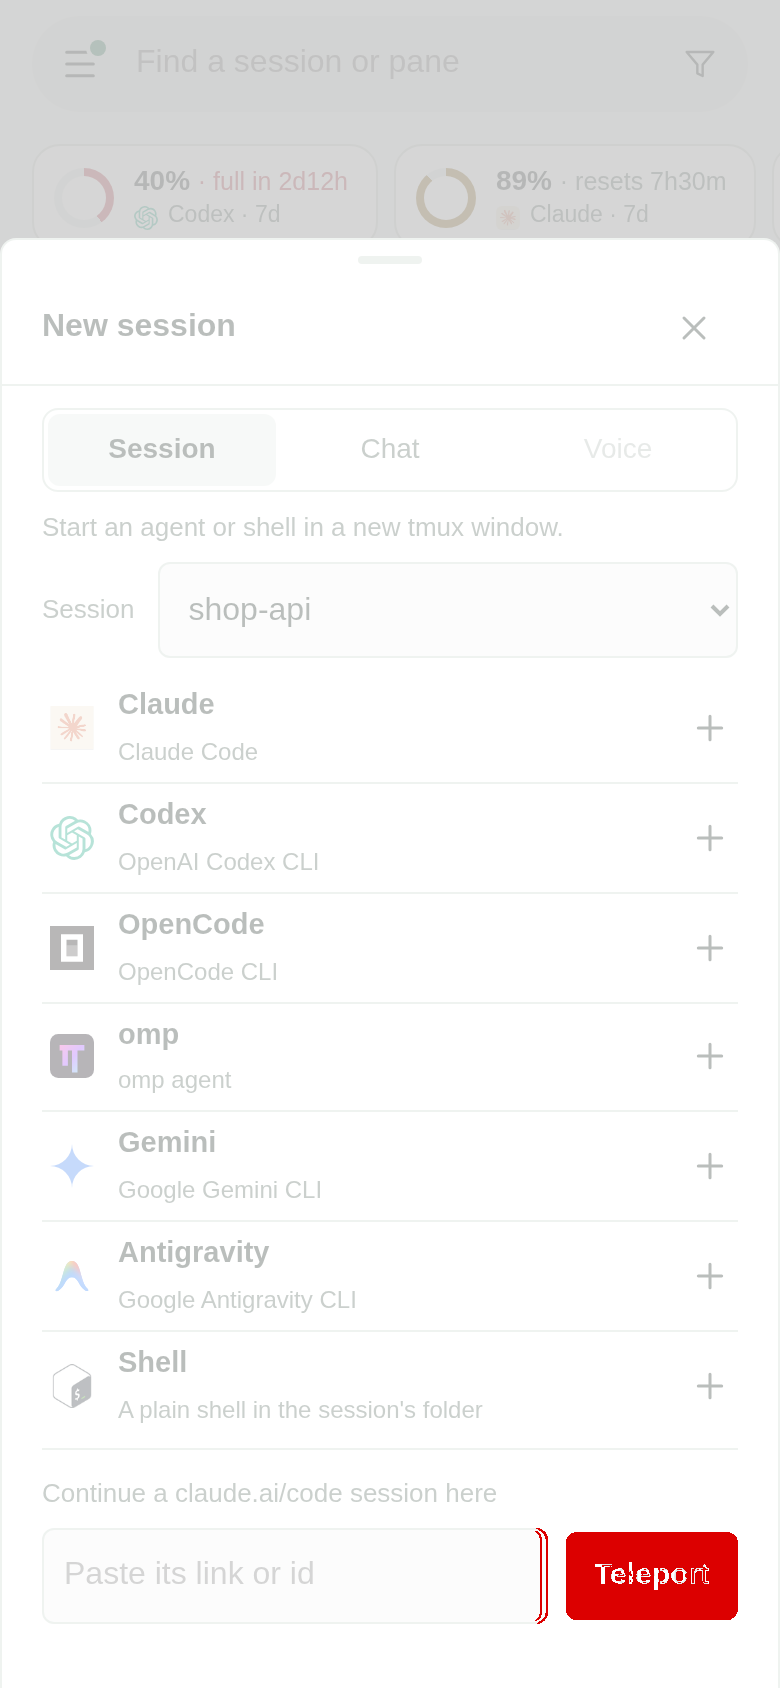 Find a session or pane
40% · full in 2d12h
Codex · 7d
89% · resets 7h30m
Claude · 7d
New session
Session
Chat
Voice
Start an agent or shell in a new tmux window.
Session
shop-api
Claude
Claude Code
Codex
OpenAI Codex CLI
OpenCode
OpenCode CLI
omp
omp agent
Gemini
Google Gemini CLI
Antigravity
Google Antigravity CLI
Shell
A plain shell in the session's folder
Continue a claude.ai/code session here
Paste its link or id
Teleport